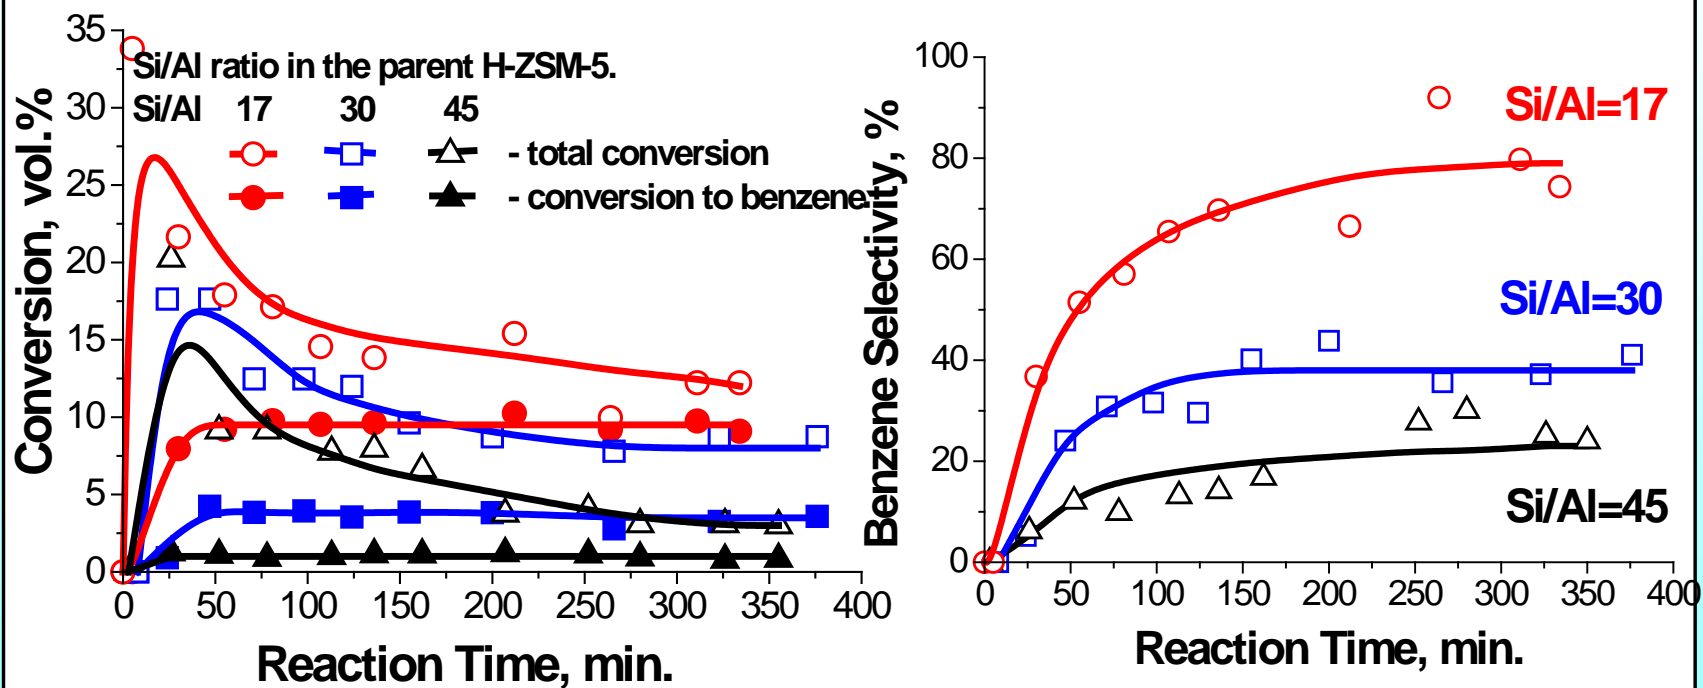 Si/Al ratio in the parent H-ZSM-5.
Si/Al 17 30 45
- total conversion
- conversion to benzene.
Conversion, vol.%
35
30
25
20
15
10
5
0
0 50 100 150 200 250 300 350 400
Reaction Time, min.
Benzene Selectivity, %
100
80
60
40
20
0
Si/Al=17
Si/Al=30
Si/Al=45
0 50 100 150 200 250 300 350 400
Reaction Time, min.